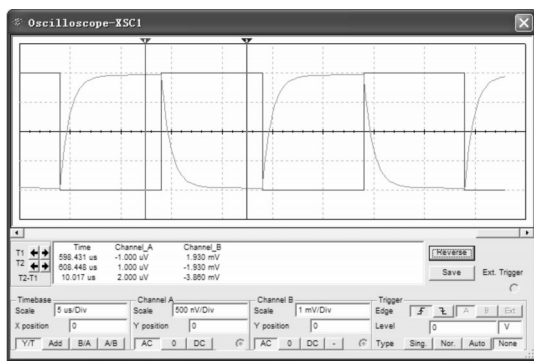 Oscilloscope-XSC1
T1
T2
T2-T1
Time Channel_A Channel_B
598.431 us -1.000 uV 1.930 mV
608.448 us 1.000 uV -1.930 mV
10.017 us 2.000 uV -3.860 mV
Reverse
Save
Ext. Trigger
Timebase
Scale 5 us/Div
X position 0
Y/T Add B/A A/B
Channel A
Scale 500 nV/Div
Y position 0
AC 0 DC
Channel B
Scale 1 mV/Div
Y position 0
AC 0 DC -
Trigger
Edge A B Ext
Level 0 V
Type Sing. Nor. Auto None